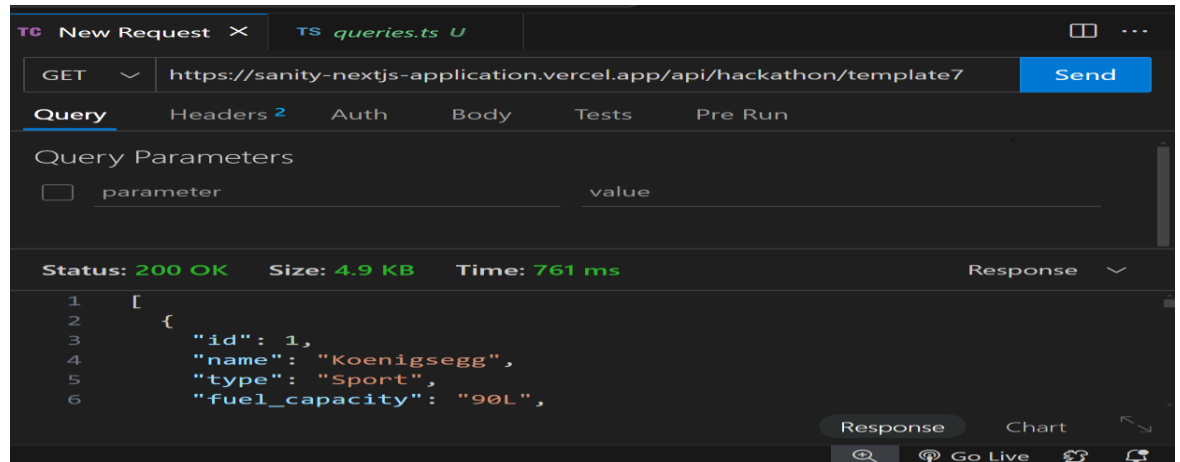 TC New Request × TS queries.ts U ...
GET https://sanity-nextjs-application.vercel.app/api/hackathon/template7 Send
Query Headers 2 Auth Body Tests Pre Run
Query Parameters
parameter value
Status: 200 OK Size: 4.9 KB Time: 761 ms Response
1 [
2 {
3 "id": 1,
4 "name": "Koenigsegg",
5 "type": "Sport",
6 "fuel_capacity": "90L",
Response Chart
Go Live